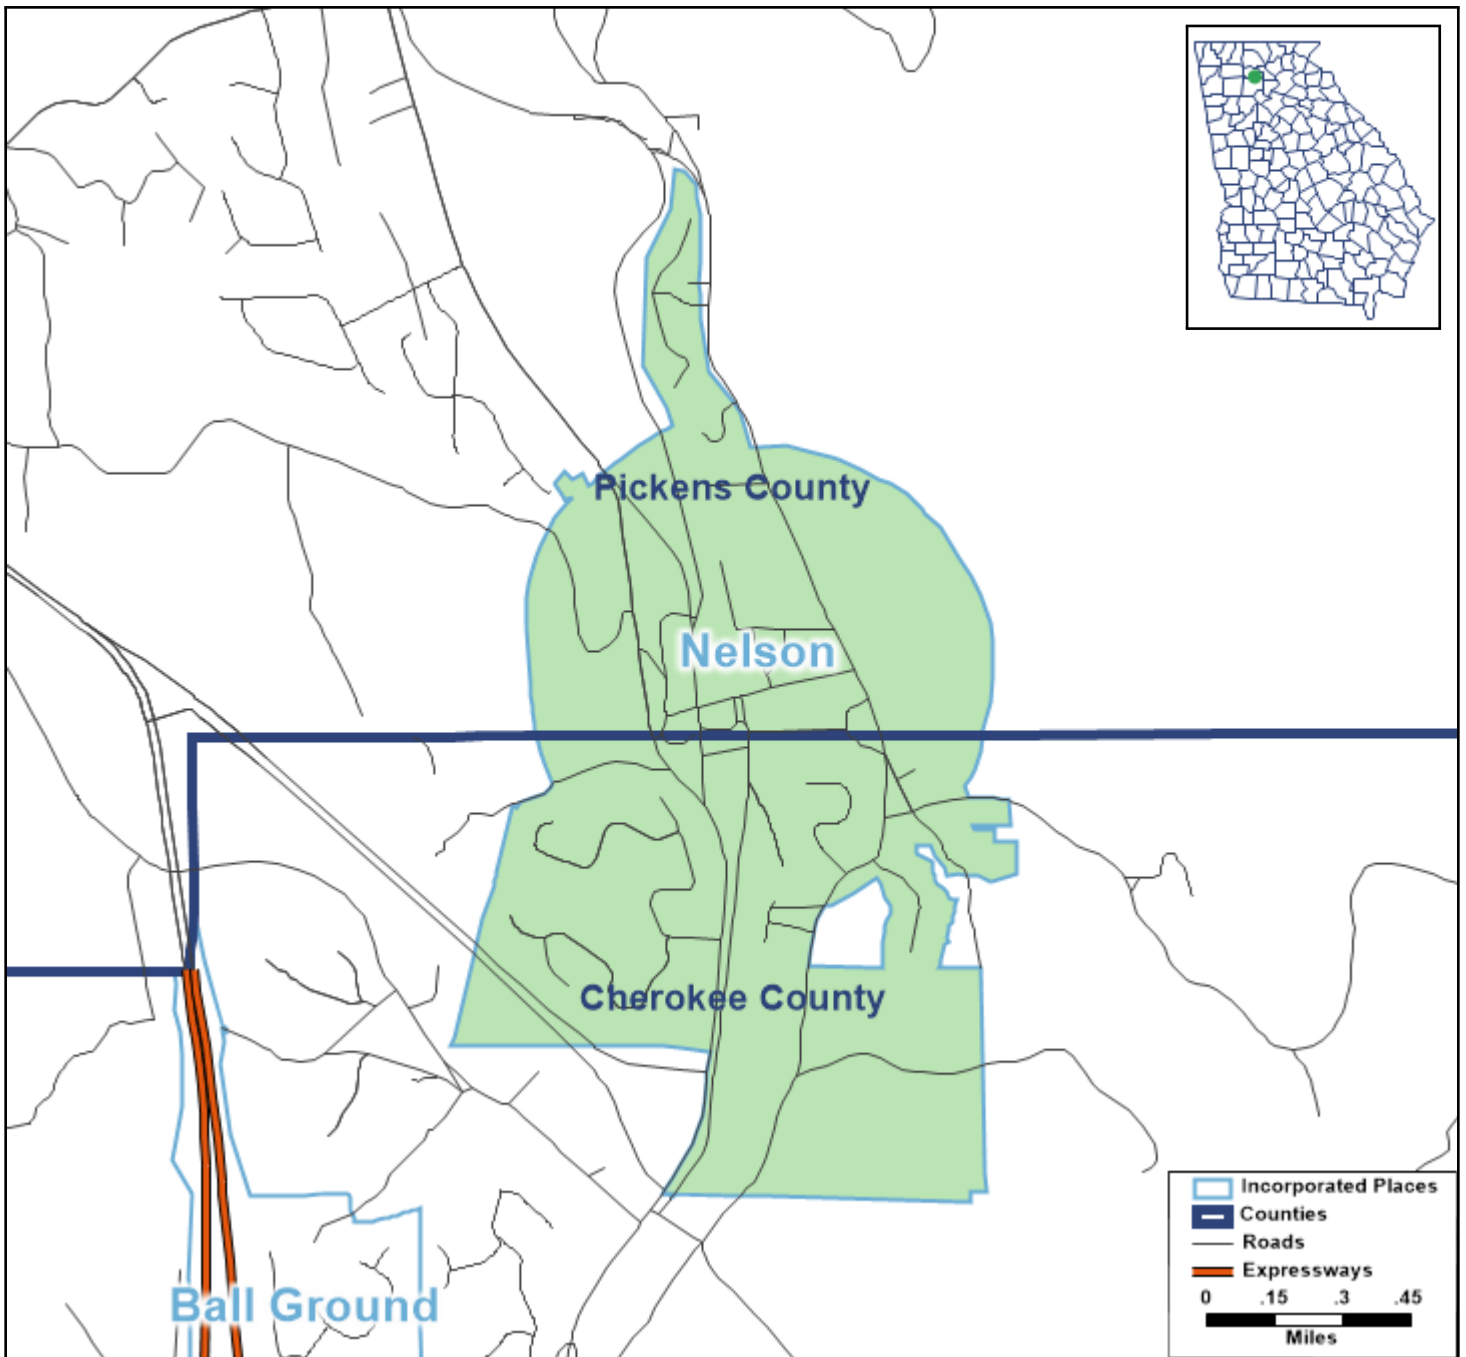 Pickens County
Nelson
Cherokee County
Ball Ground
Incorporated Places
Counties
Roads
Expressways
0 .15 .3 .45
Miles